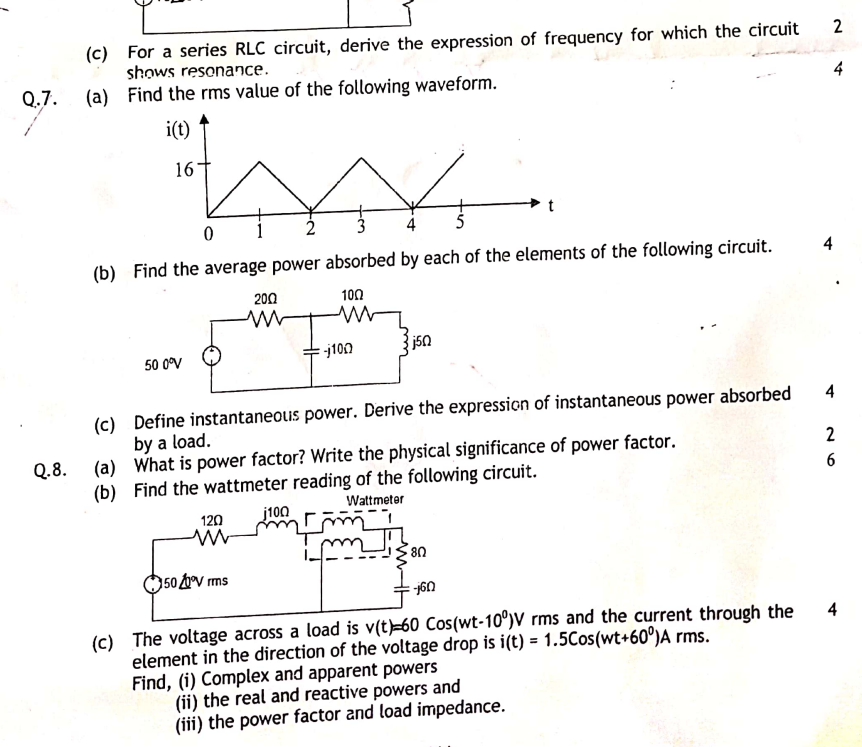 (c) For a series RLC circuit, derive the expression of frequency for which the circuit 2
shows resonance.
Q.7. (a) Find the rms value of the following waveform. 4
i(t)
16
t
0 1 2 3 4 5
(b) Find the average power absorbed by each of the elements of the following circuit. 4
20Ω 10Ω
-j10Ω j5Ω
50 0⁰V
(c) Define instantaneous power. Derive the expression of instantaneous power absorbed 4
by a load.
Q.8. (a) What is power factor? Write the physical significance of power factor. 2
(b) Find the wattmeter reading of the following circuit. 6
Wattmeter
12Ω j10Ω
8Ω
50 ∠0⁰V rms
-j6Ω
(c) The voltage across a load is v(t)=60 Cos(wt-10⁰)V rms and the current through the 4
element in the direction of the voltage drop is i(t) = 1.5Cos(wt+60⁰)A rms.
Find, (i) Complex and apparent powers
(ii) the real and reactive powers and
(iii) the power factor and load impedance.